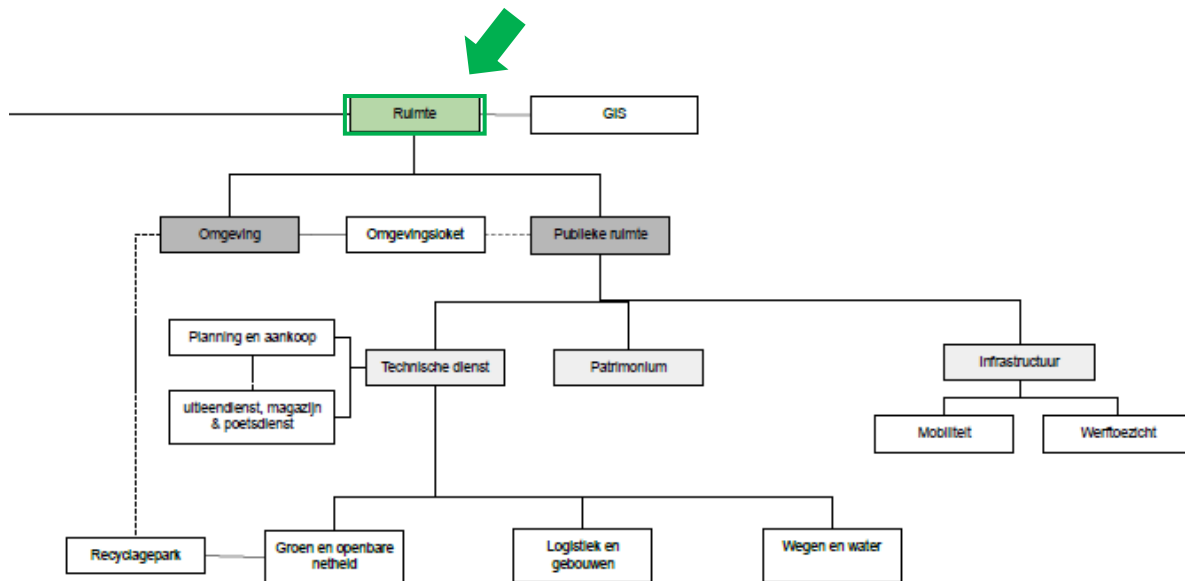 Ruimte
GIS
Omgeving
Omgevingsloket
Publieke ruimte
Planning en aankoop
Technische dienst
Patrimonium
Infrastructuur
uitleendienst, magazijn
& poetsdienst
Mobiliteit
Werftoezicht
Recyclagepark
Groen en openbare
netheid
Logistiek en
gebouwen
Wegen en water